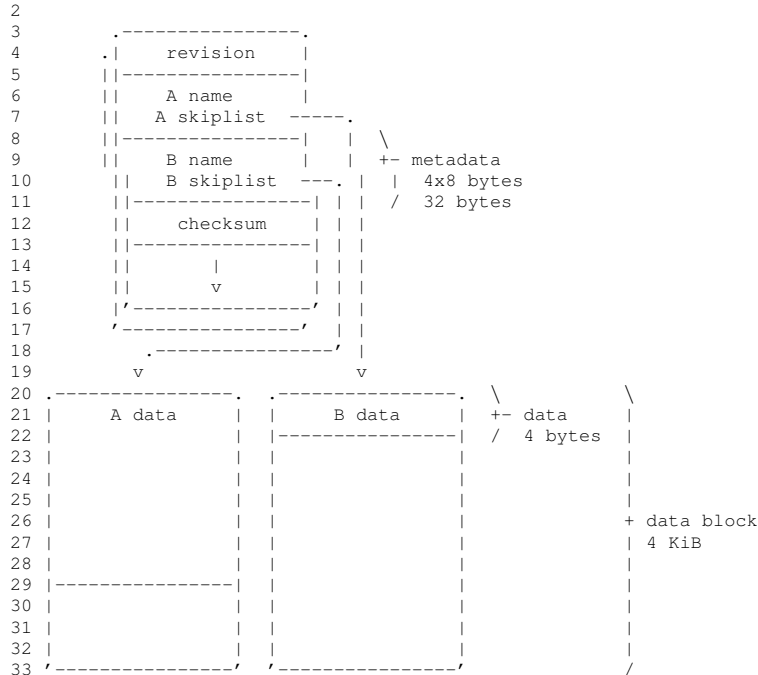 2
3 .----------------.
4 .| revision |
5 ||----------------|
6 || A name |
7 || A skiplist -----.
8 ||----------------| | \
9 || B name | | +- metadata
10 || B skiplist ---. | | 4x8 bytes
11 ||----------------| | | / 32 bytes
12 || checksum | | |
13 ||----------------| | |
14 || | | | |
15 || v | | |
16 |'----------------' | |
17 '----------------' | |
18 .----------------' |
19 v v
20 .----------------. .----------------. \ \
21 | A data | | B data | +- data |
22 | | |----------------| / 4 bytes |
23 | | | | |
24 | | | | |
25 | | | | |
26 | | | | + data block
27 | | | | | 4 KiB
28 | | | | |
29 |----------------| | | |
30 | | | | |
31 | | | | |
32 | | | | |
33 '----------------' '----------------' /